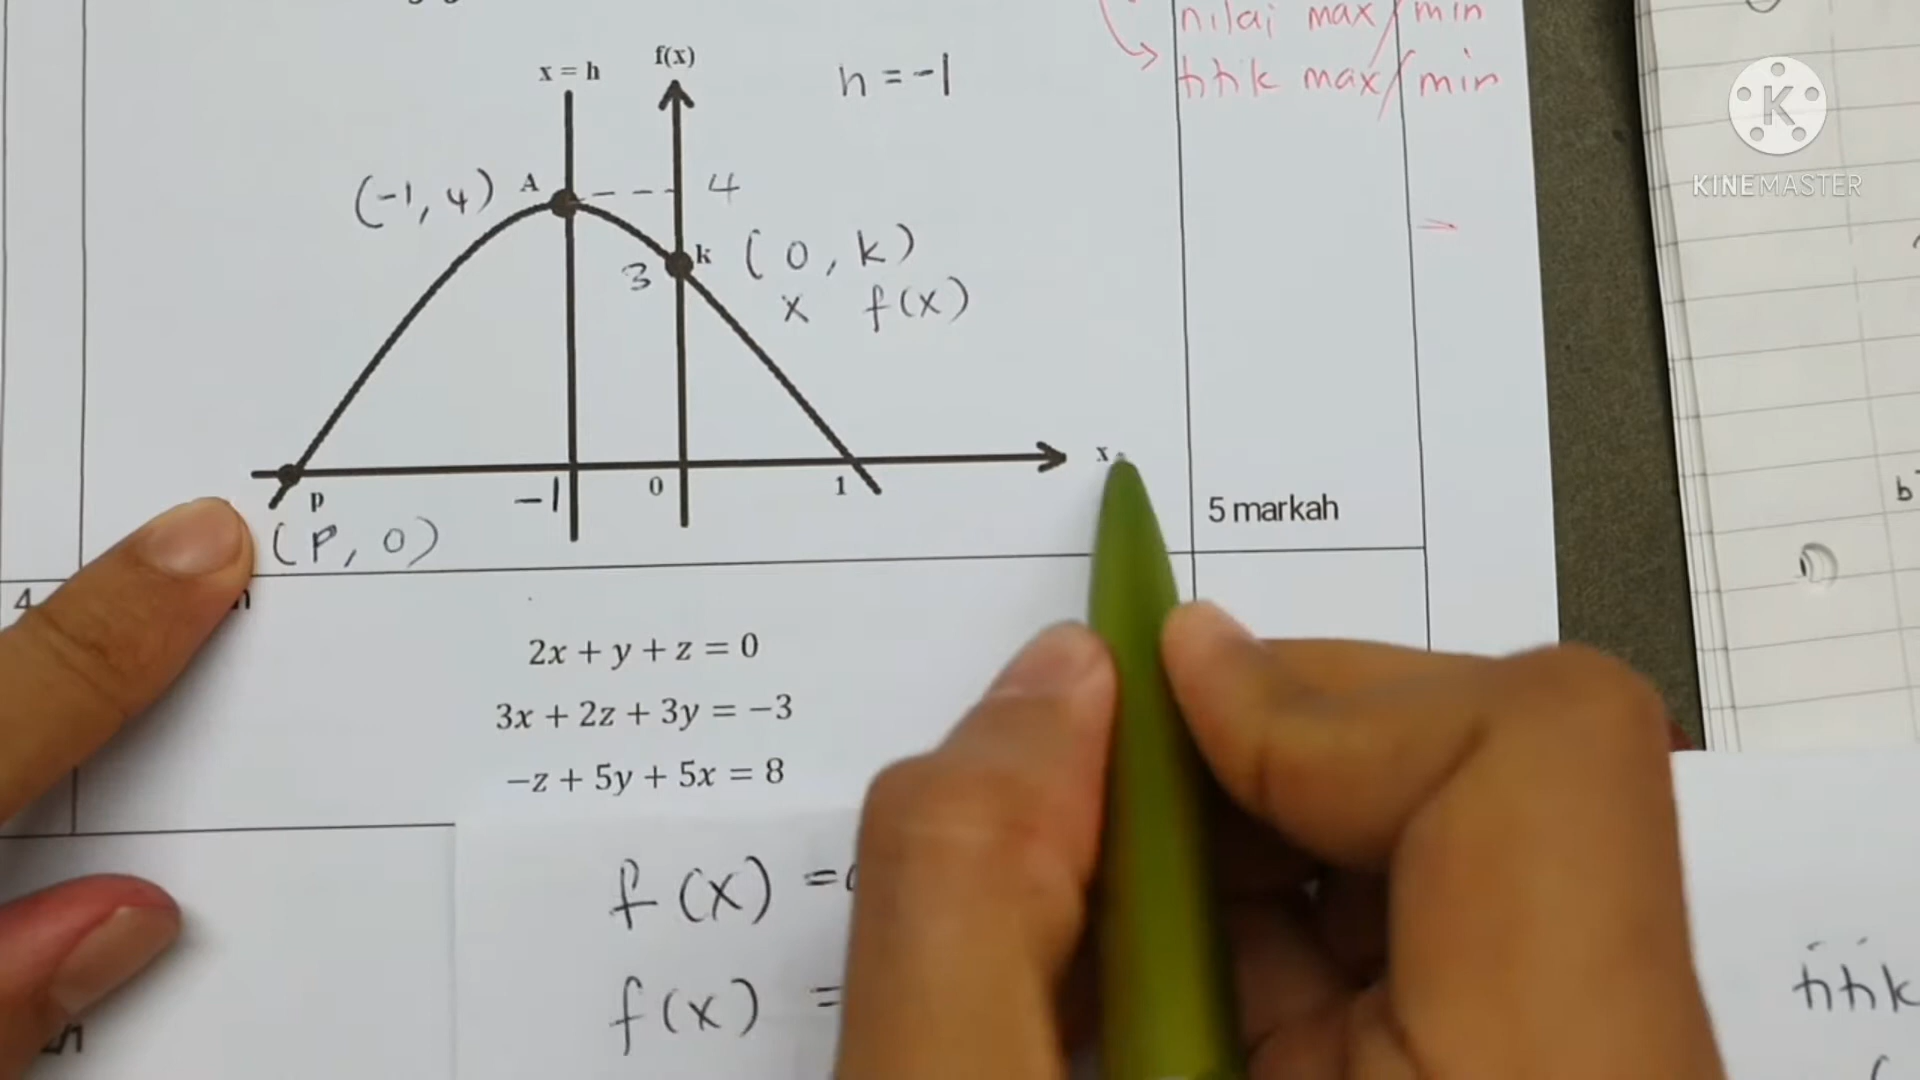 nilai max/min
titik max/min
x = h
f(x)
h = -1
KINEMASTER
(-1, 4)
A
4
k
(0, k)
3
x f(x)
x
p
-1
0
1
(P, 0)
5 markah
4
2x + y + z = 0
3x + 2z + 3y = −3
−z + 5y + 5x = 8
f(x) =
f(x) =
titik